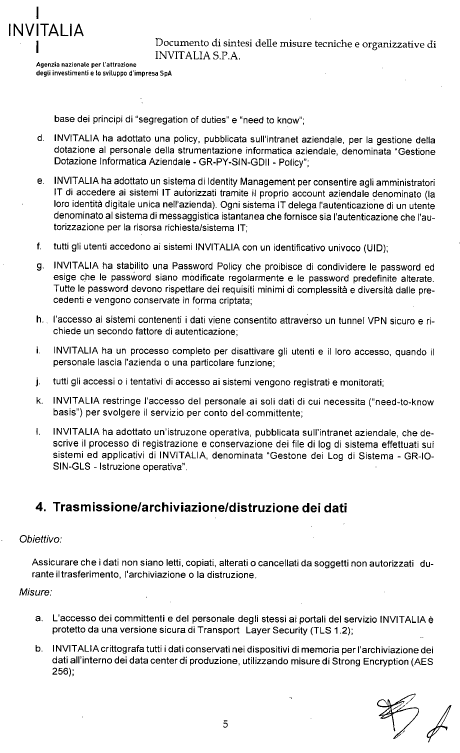 INVITALIA
Agenzia nazionale per l'attrazione
degli investimenti e lo sviluppo d'impresa SpA
Documento di sintesi delle misure tecniche e organizzative di
INVITALIA S.P.A.
base dei principi di "segregation of duties" e "need to know";
d. INVITALIA ha adottato una policy, pubblicata sull'intranet aziendale, per la gestione della
dotazione al personale della strumentazione informatica aziendale, denominata "Gestione
Dotazione Informatica Aziendale - GR-PY-SIN-GDII - Policy";
e. INVITALIA ha adottato un sistema di Identity Management per consentire agli amministratori
IT di accedere ai sistemi IT autorizzati tramite il proprio account aziendale denominato (la
loro identità digitale unica nell'azienda). Ogni sistema IT delega l'autenticazione di un utente
denominato al sistema di messaggistica istantanea che fornisce sia l'autenticazione che l'au-
torizzazione per la risorsa richiesta/sistema IT;
f. tutti gli utenti accedono ai sistemi INVITALIA con un identificativo univoco (UID);
g. INVITALIA ha stabilito una Password Policy che proibisce di condividere le password ed
esige che le password siano modificate regolarmente e le password predefinite alterate.
Tutte le password devono rispettare dei requisiti minimi di complessità e diversità dalle pre-
cedenti e vengono conservate in forma criptata;
h. l'accesso ai sistemi contenenti i dati viene consentito attraverso un tunnel VPN sicuro e ri-
chiede un secondo fattore di autenticazione;
i. INVITALIA ha un processo completo per disattivare gli utenti e il loro accesso, quando il
personale lascia l'azienda o una particolare funzione;
j. tutti gli accessi o i tentativi di accesso ai sistemi vengono registrati e monitorati;
k. INVITALIA restringe l'accesso del personale ai soli dati di cui necessita ("need-to-know
basis") per svolgere il servizio per conto del committente;
l. INVITALIA ha adottato un'istruzione operativa, pubblicata sull'intranet aziendale, che de-
scrive il processo di registrazione e conservazione dei file di log di sistema effettuati sui
sistemi ed applicativi di INVITALIA, denominata "Gestione dei Log di Sistema - GR-IO-
SIN-GLS - Istruzione operativa".
4. Trasmissione/archiviazione/distruzione dei dati
Obiettivo:
Assicurare che i dati non siano letti, copiati, alterati o cancellati da soggetti non autorizzati du-
rante il trasferimento, l'archiviazione o la distruzione.
Misure:
a. L'accesso dei committenti e del personale degli stessi ai portali del servizio INVITALIA è
protetto da una versione sicura di Transport Layer Security (TLS 1.2);
b. INVITALIA crittografa tutti i dati conservati nei dispositivi di memoria per l'archiviazione dei
dati all'interno dei data center di produzione, utilizzando misure di Strong Encryption (AES
256);
5